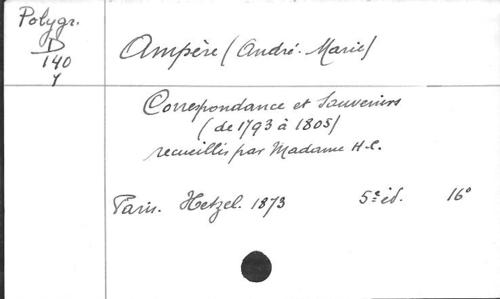 Polygr.
D
140
Y
Ampère (André-Marie)
Correspondance et Souvenirs
(de 1793 à 1805)
recueillis par Madame H.C.
Paris. Hetzel. 1873 5e éd. 16°